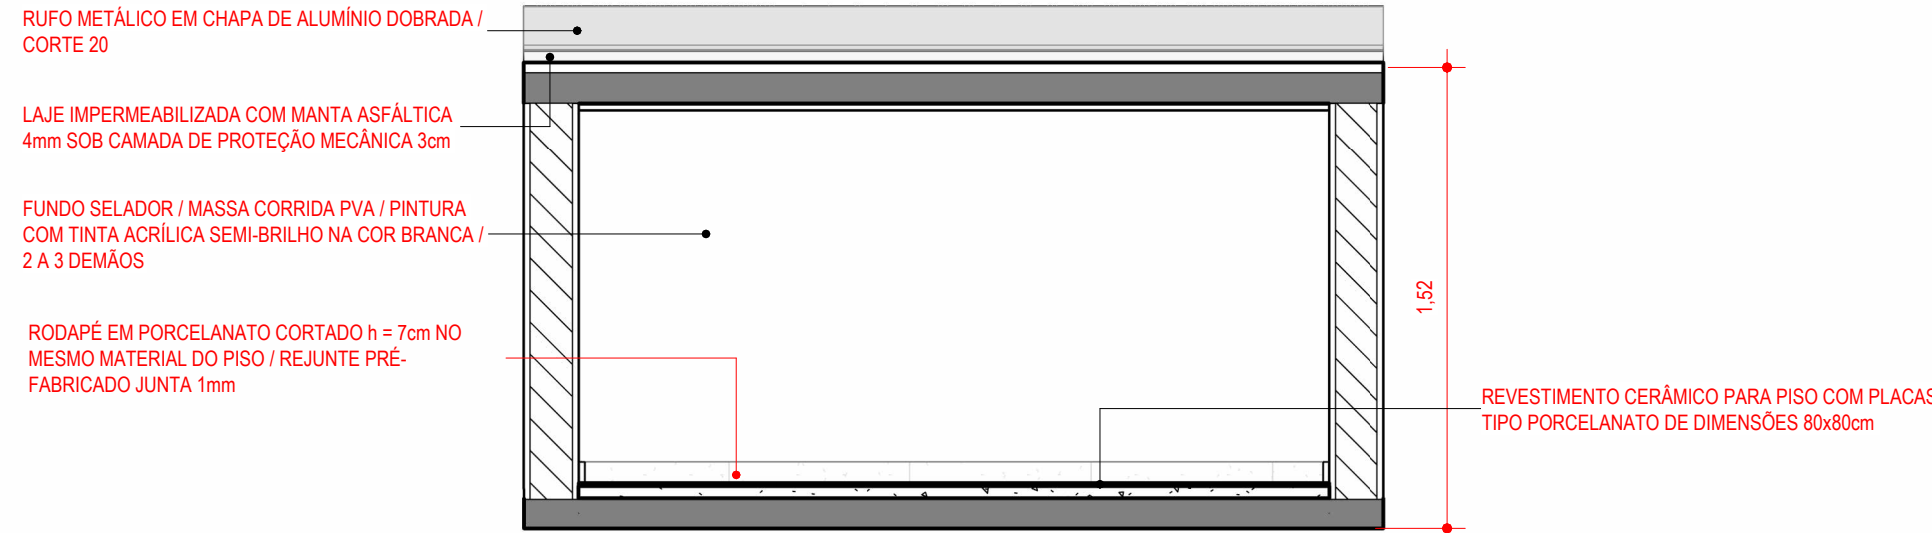 RUFO METÁLICO EM CHAPA DE ALUMÍNIO DOBRADA /
CORTE 20
LAJE IMPERMEABILIZADA COM MANTA ASFÁLTICA
4mm SOB CAMADA DE PROTEÇÃO MECÂNICA 3cm
FUNDO SELADOR / MASSA CORRIDA PVA / PINTURA
COM TINTA ACRÍLICA SEMI-BRILHO NA COR BRANCA /
2 A 3 DEMÃOS
RODAPÉ EM PORCELANATO CORTADO h = 7cm NO
MESMO MATERIAL DO PISO / REJUNTE PRÉ-
FABRICADO JUNTA 1mm
1,52
REVESTIMENTO CERÂMICO PARA PISO COM PLACAS
TIPO PORCELANATO DE DIMENSÕES 80x80cm